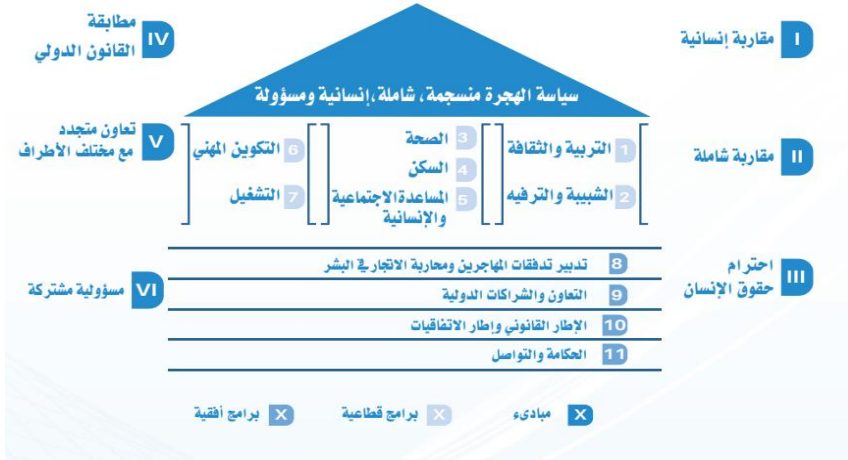 I مقاربة إنسانية
IV مطابقة
القانون الدولي
سياسة الهجرة منسجمة، شاملة، إنسانية ومسؤولة
II مقاربة شاملة
1 التربية والثقافة
2 الشبيبة والترفيه
3 الصحة
4 السكن
5 المساعدة الاجتماعية
والإنسانية
6 التكوين المهني
7 التشغيل
V تعاون متجدد
مع مختلف الأطراف
III احترام
حقوق الإنسان
8 تدبير تدفقات المهاجرين ومحاربة الاتجار في البشر
9 التعاون والشراكات الدولية
10 الإطار القانوني وإطار الاتفاقيات
11 الحكامة والتواصل
VI مسؤولية مشتركة
X مبادىء
X برامج قطاعية
X برامج أفقية